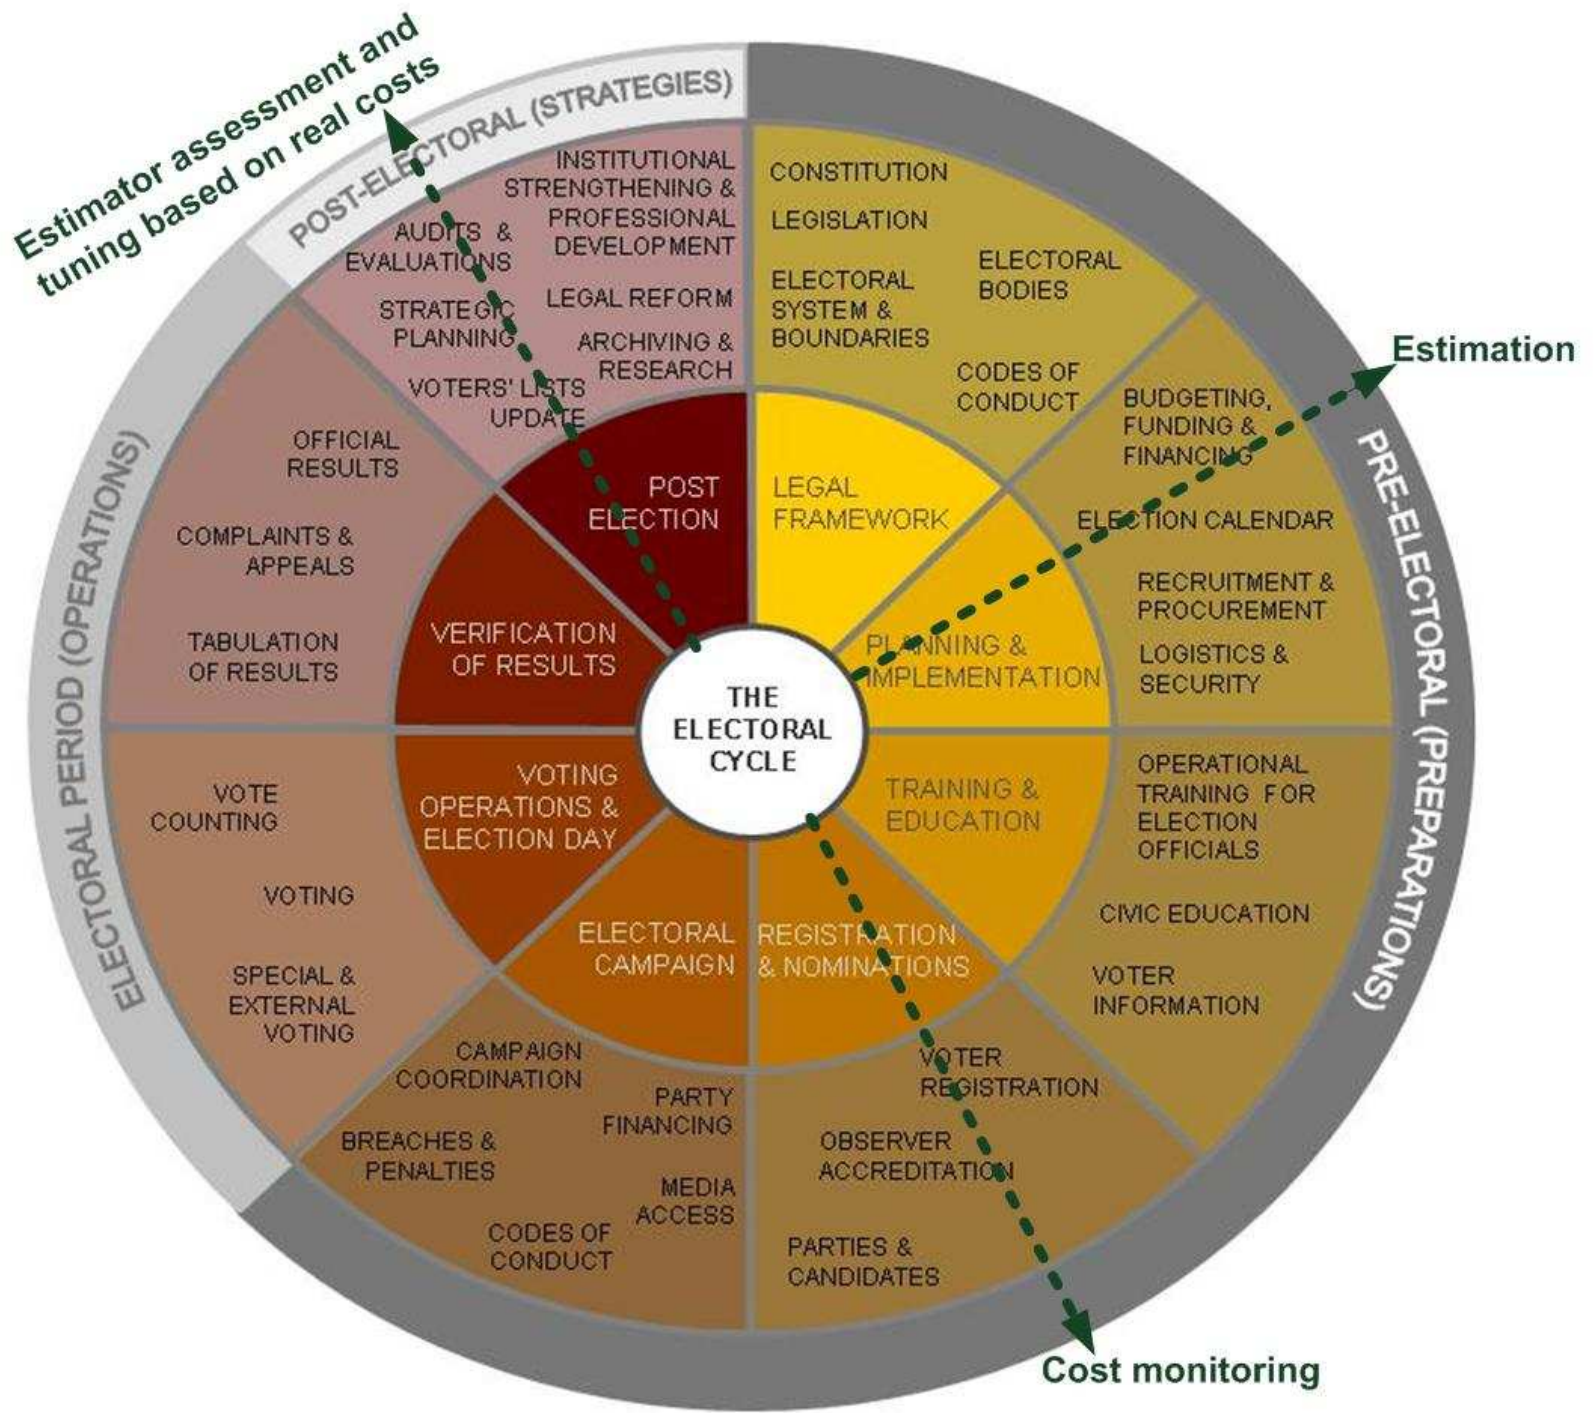 Estimator assessment and
tuning based on real costs
POST-ELECTORAL (STRATEGIES)
INSTITUTIONAL
STRENGTHENING &
PROFESSIONAL
DEVELOPMENT
AUDITS &
EVALUATIONS
LEGAL REFORM
STRATEGIC
PLANNING
ARCHIVING &
RESEARCH
VOTERS' LISTS
UPDATE
CONSTITUTION
LEGISLATION
ELECTORAL
SYSTEM &
BOUNDARIES
ELECTORAL
BODIES
CODES OF
CONDUCT
Estimation
BUDGETING,
FUNDING &
FINANCING
ELECTION CALENDAR
RECRUITMENT &
PROCUREMENT
LOGISTICS &
SECURITY
PRE-ELECTORAL (PREPARATIONS)
OPERATIONAL
TRAINING FOR
ELECTION
OFFICIALS
CIVIC EDUCATION
VOTER
INFORMATION
VOTER
REGISTRATION
OBSERVER
ACCREDITATION
PARTIES &
CANDIDATES
Cost monitoring
CAMPAIGN
COORDINATION
PARTY
FINANCING
BREACHES &
PENALTIES
MEDIA
ACCESS
CODES OF
CONDUCT
ELECTORAL PERIOD (OPERATIONS)
VOTE
COUNTING
VOTING
SPECIAL &
EXTERNAL
VOTING
OFFICIAL
RESULTS
COMPLAINTS &
APPEALS
TABULATION
OF RESULTS
POST
ELECTION
LEGAL
FRAMEWORK
PLANNING &
IMPLEMENTATION
TRAINING &
EDUCATION
REGISTRATION
& NOMINATIONS
ELECTORAL
CAMPAIGN
VOTING
OPERATIONS &
ELECTION DAY
VERIFICATION
OF RESULTS
THE
ELECTORAL
CYCLE